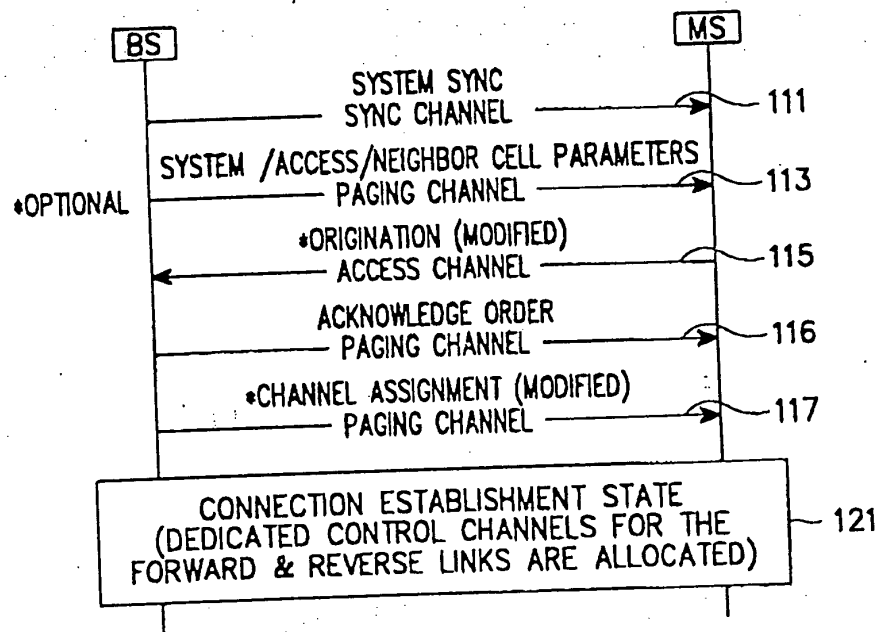 BS
MS
SYSTEM SYNC
SYNC CHANNEL
111
SYSTEM /ACCESS/NEIGHBOR CELL PARAMETERS
*OPTIONAL
PAGING CHANNEL
113
*ORIGINATION (MODIFIED)
ACCESS CHANNEL
115
ACKNOWLEDGE ORDER
PAGING CHANNEL
116
*CHANNEL ASSIGNMENT (MODIFIED)
PAGING CHANNEL
117
CONNECTION ESTABLISHMENT STATE
(DEDICATED CONTROL CHANNELS FOR THE
FORWARD & REVERSE LINKS ARE ALLOCATED)
121